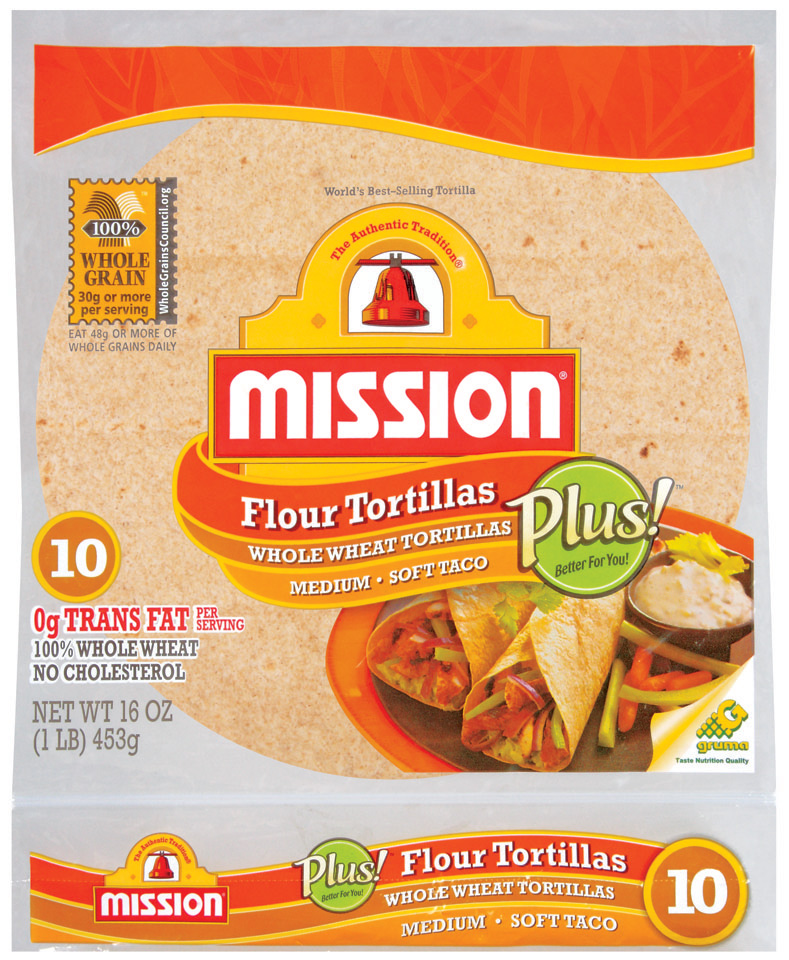 World's Best-Selling Tortilla
The Authentic Tradition®
100%
™
WHOLE
GRAIN
30g or more
per serving
WholeGrainsCouncil.org
EAT 48g OR MORE OF
WHOLE GRAINS DAILY
MISSION®
Flour Tortillas
WHOLE WHEAT TORTILLAS
MEDIUM • SOFT TACO
Plus!™
Better For You!
10
0g TRANS FAT PER
SERVING
100% WHOLE WHEAT
NO CHOLESTEROL
NET WT 16 OZ
(1 LB) 453g
G
gruma
Taste Nutrition Quality
The Authentic Tradition®
MISSION
Plus!
Better For You!
Flour Tortillas
WHOLE WHEAT TORTILLAS
MEDIUM • SOFT TACO
10